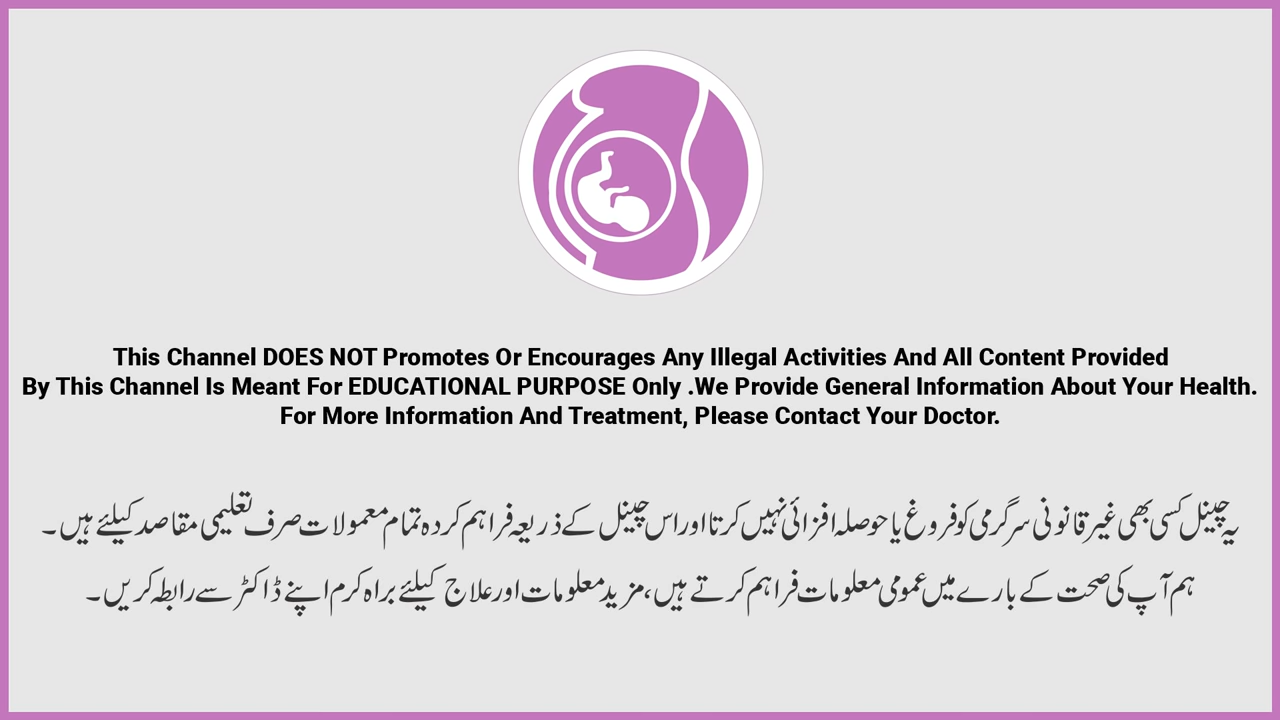 This Channel DOES NOT Promotes Or Encourages Any Illegal Activities And All Content Provided
By This Channel Is Meant For EDUCATIONAL PURPOSE Only .We Provide General Information About Your Health.
For More Information And Treatment, Please Contact Your Doctor.
یہ چینل کسی بھی غیر قانونی سرگرمی کو فروغ یا حوصلہ افزائی نہیں کرتا اور اس چینل کے ذریعہ فراہم کردہ تمام معمولات صرف تعلیمی مقاصد کیلئے ہیں۔
ہم آپ کی صحت کے بارے میں عمومی معلومات فراہم کرتے ہیں، مزید معلومات اور علاج کیلئے براہ کرم اپنے ڈاکٹر سے رابطہ کریں۔